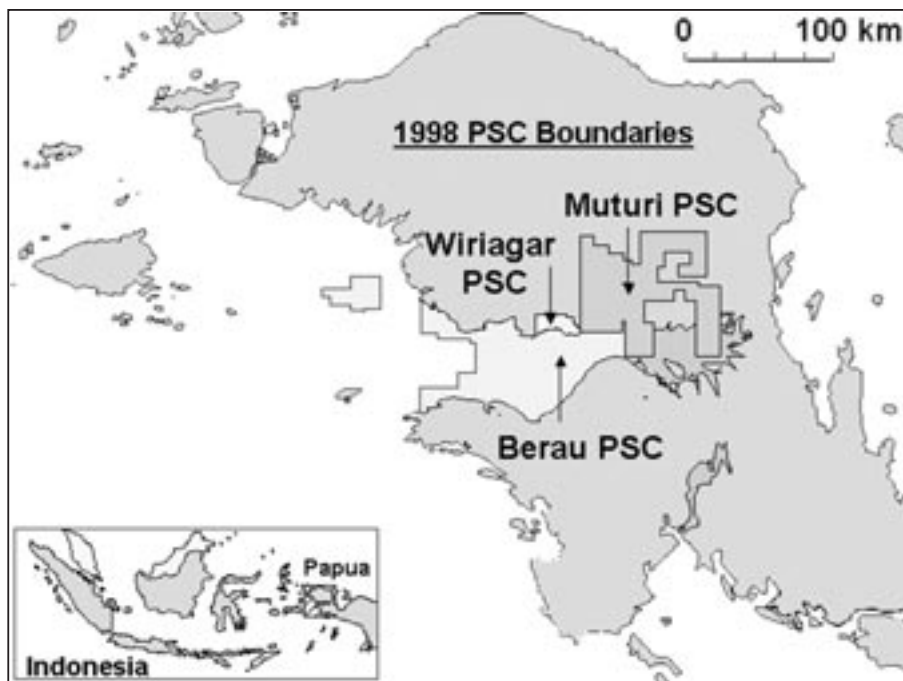 0 100 km
1998 PSC Boundaries
Muturi PSC
Wiriagar
PSC
Berau PSC
Papua
Indonesia